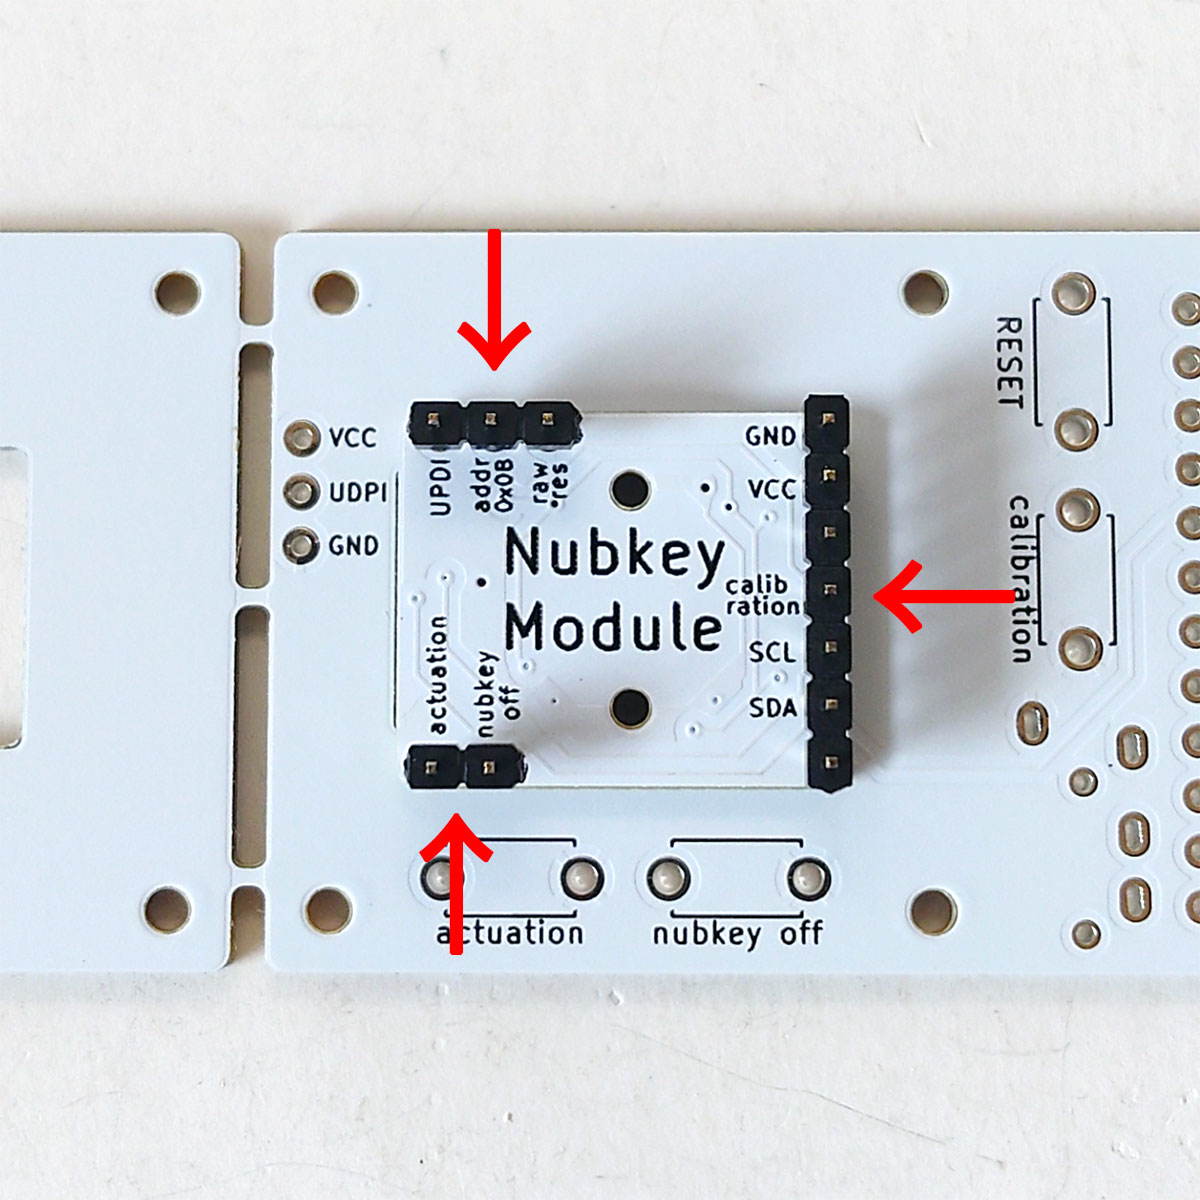 VCC
UDPI
GND
UPDI
addr
0x0B
raw
°res
GND
VCC
Nubkey
Module
calib
ration
SCL
SDA
actuation
nubkey
off
RESET
calibration
actuation
nubkey off